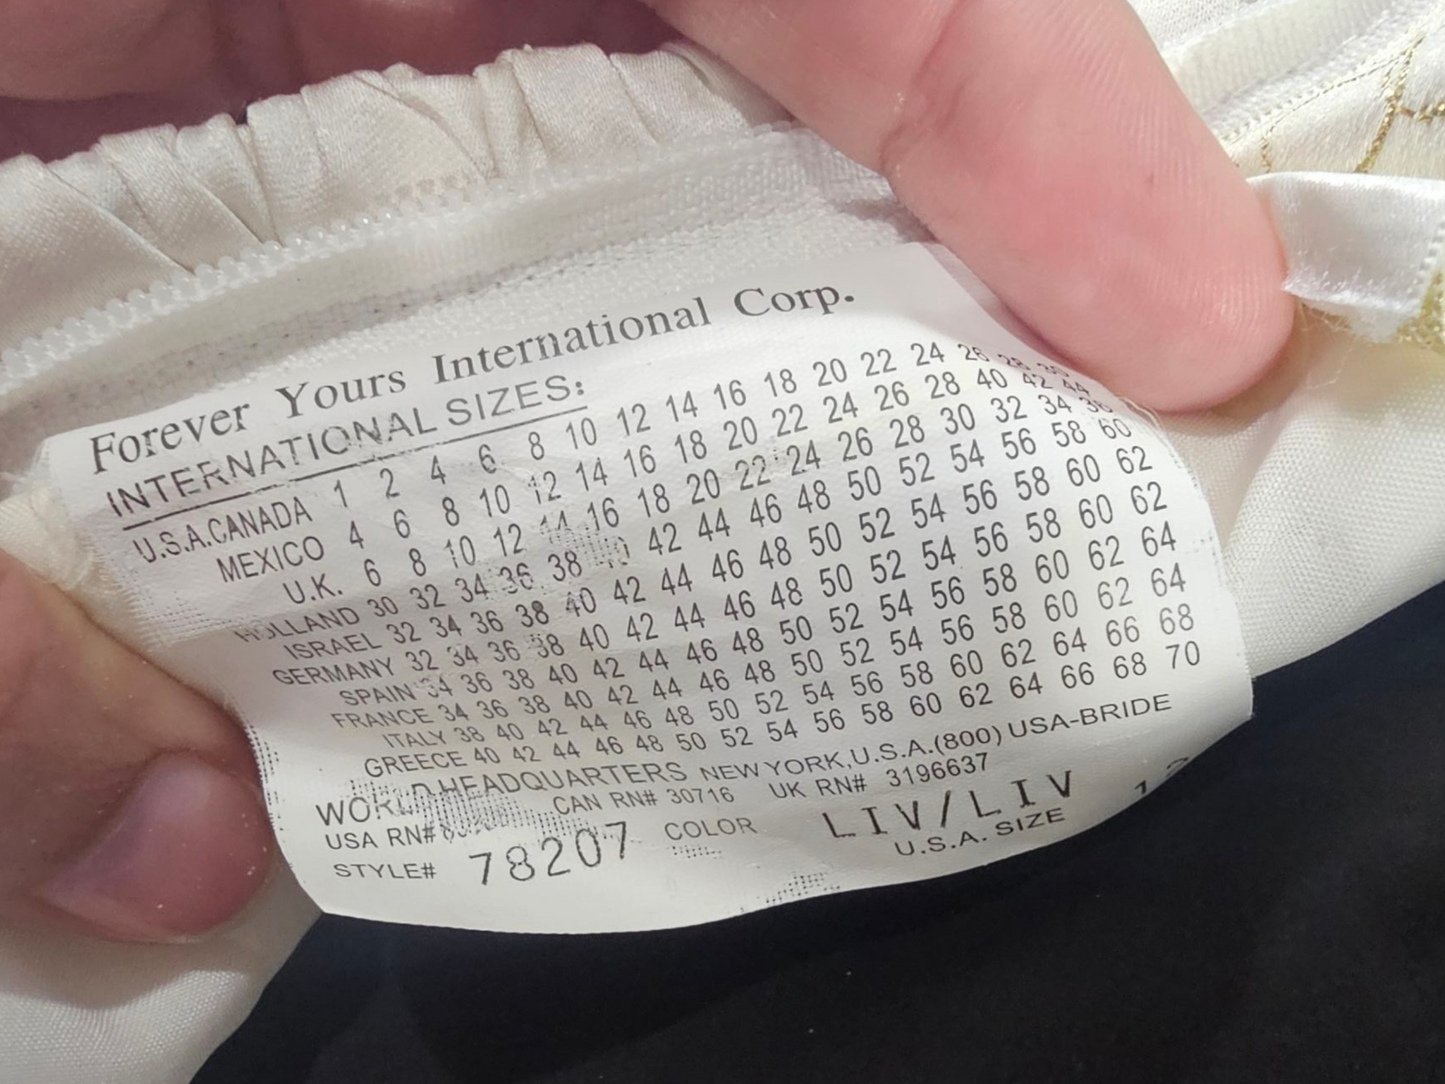 Forever Yours International Corp.
INTERNATIONAL SIZES:
U.S.A.CANADA 1 2 4 6 8 10 12 14 16 18 20 22 24 26 28 30
MEXICO 4 6 8 10 12 14 16 18 20 22 24 26 28 40 42 44
U.K. 6 8 10 12 14 16 18 20 22 24 26 28 30 32 34 36
HOLLAND 30 32 34 36 38 40 42 44 46 48 50 52 54 56 58 60
ISRAEL 32 34 36 38 40 42 44 46 48 50 52 54 56 58 60 62
GERMANY 32 34 36 38 40 42 44 46 48 50 52 54 56 58 60 62
SPAIN 34 36 38 40 42 44 46 48 50 52 54 56 58 60 62 64
FRANCE 34 36 38 40 42 44 46 48 50 52 54 56 58 60 62 64
ITALY 38 40 42 44 46 48 50 52 54 56 58 60 62 64 66 68
GREECE 40 42 44 46 48 50 52 54 56 58 60 62 64 66 68 70
WORLD HEADQUARTERS NEW YORK,U.S.A.(800) USA-BRIDE
USA RN# CAN RN# 30716 UK RN# 3196637
STYLE# 78207 COLOR LIV/LIV
U.S.A. SIZE 12